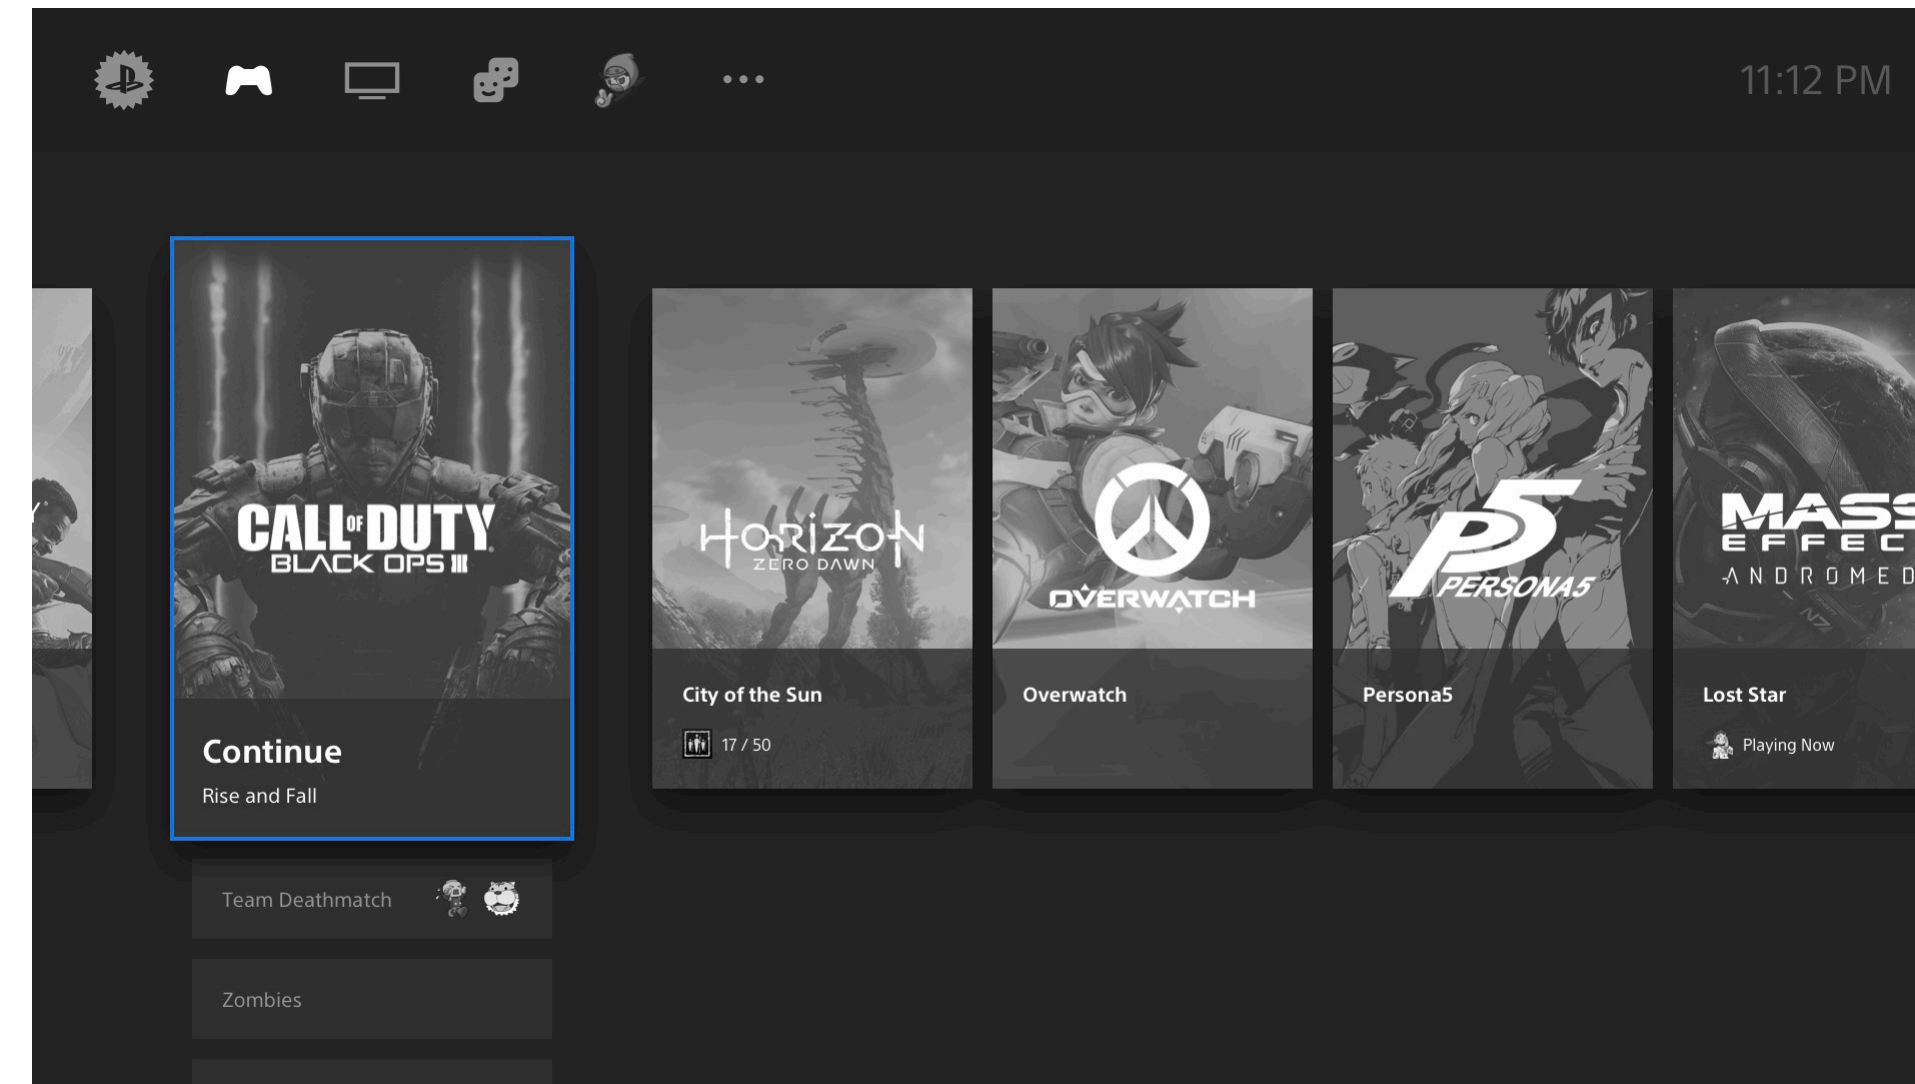 11:12 PM
CALL OF DUTY
BLACK OPS III
Continue
Rise and Fall
Team Deathmatch
Zombies
HORIZON
ZERO DAWN
City of the Sun
17 / 50
OVERWATCH
Overwatch
P5
PERSONA5
Persona5
MASS
EFFEC
ANDROMED
N7
Lost Star
Playing Now